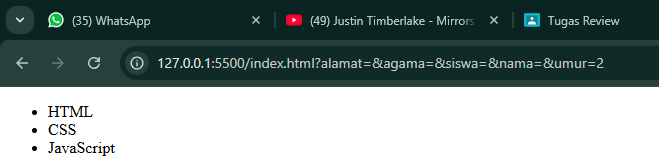 (35) WhatsApp
(49) Justin Timberlake - Mirrors
Tugas Review
127.0.0.1:5500/index.html?alamat=&agama=&siswa=&nama=&umur=2
HTML
CSS
JavaScript